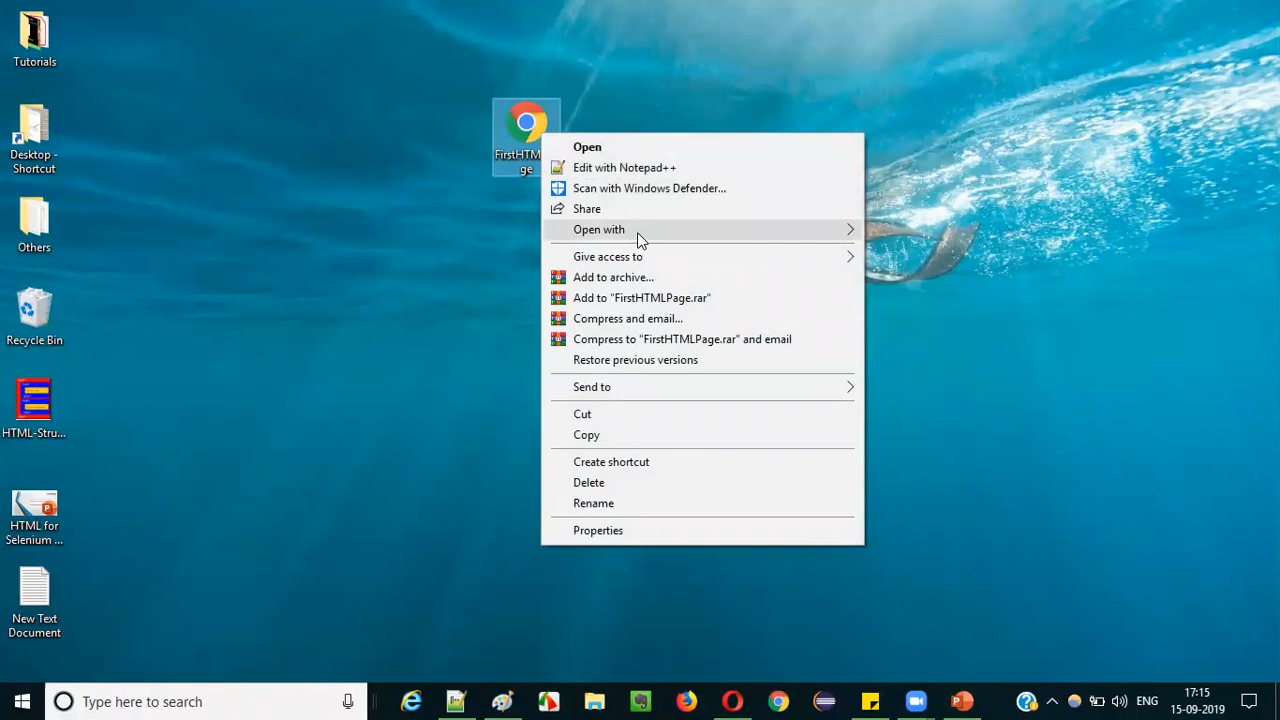 Tutorials
Desktop -
Shortcut
Others
Recycle Bin
HTML-Stru...
HTML for
Selenium ...
New Text
Document
FirstHTM
ge
Open
Edit with Notepad++
Scan with Windows Defender...
Share
Open with
Give access to
Add to archive...
Add to "FirstHTMLPage.rar"
Compress and email...
Compress to "FirstHTMLPage.rar" and email
Restore previous versions
Send to
Cut
Copy
Create shortcut
Delete
Rename
Properties
Type here to search
ENG
17:15
15-09-2019